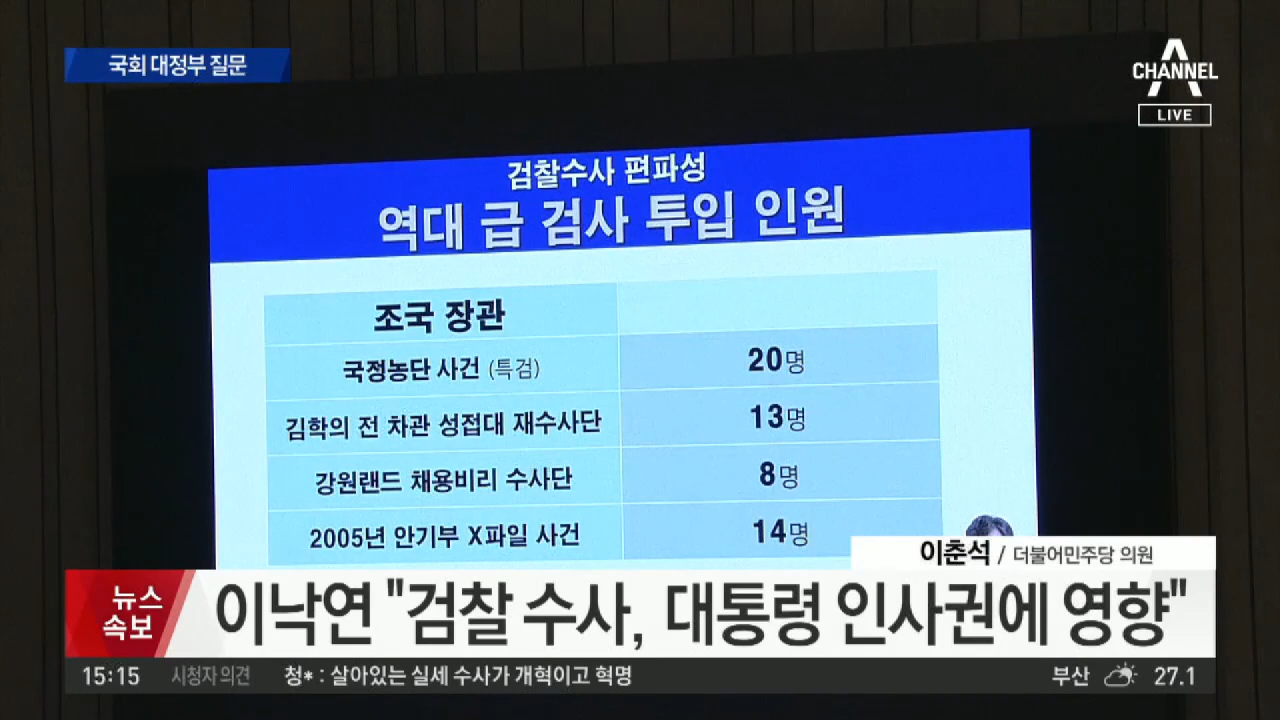 국회 대정부 질문
CHANNEL
LIVE
검찰수사 편파성
역대 급 검사 투입 인원
조국 장관
국정농단 사건 (특검) 20명
김학의 전 차관 성접대 재수사단 13명
강원랜드 채용비리 수사단 8명
2005년 안기부 X파일 사건 14명
이춘석 / 더불어민주당 의원
뉴스
속보
이낙연 "검찰 수사, 대통령 인사권에 영향"
15:15 시청자의견 청* : 살아있는 실세 수사가 개혁이고 혁명 부산 27.1